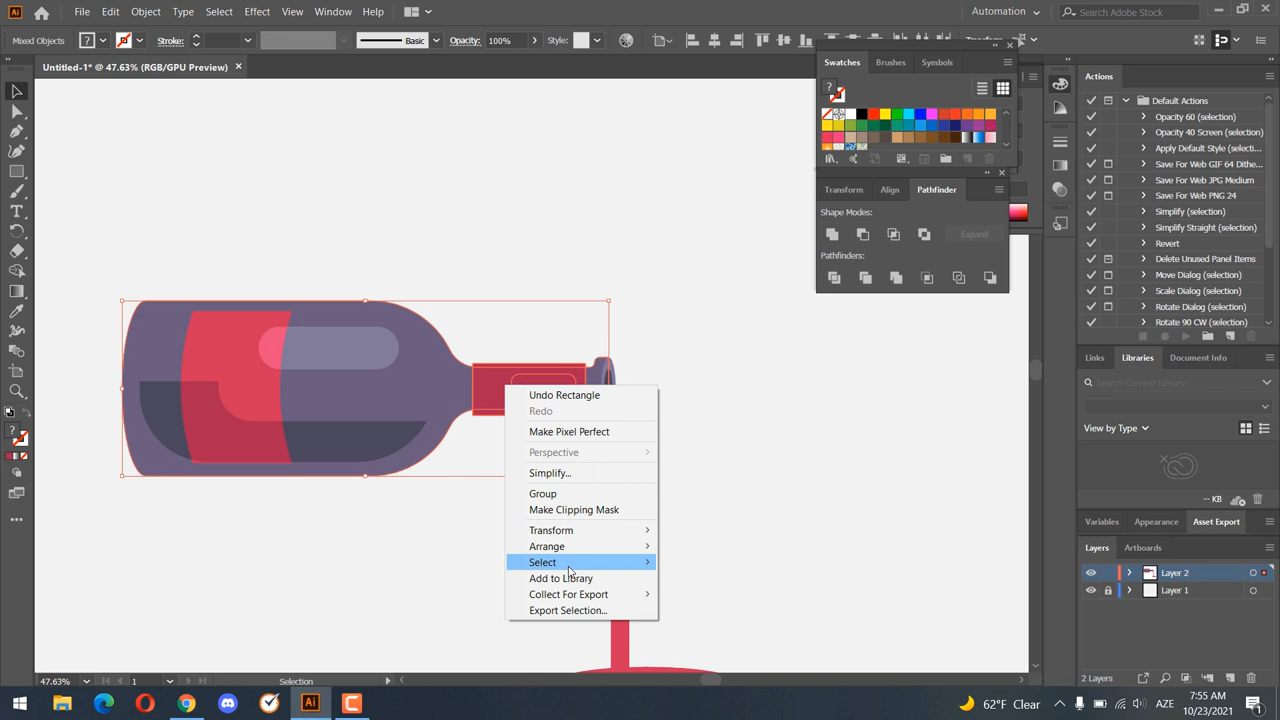 Ai File Edit Object Type Select Effect View Window Help Automation Search Adobe Stock
Mixed Objects ? Stroke: Basic Opacity: 100% Style: Transform
Untitled-1* @ 47.63% (RGB/GPU Preview) ×
Swatches Brushes Symbols
Actions
Default Actions
Opacity 60 (selection)
Opacity 40 Screen (selection)
Apply Default Style (selecti...
Save For Web GIF 64 Dithe...
Save For Web JPG Medium
Save For Web PNG 24
Simplify (selection)
Simplify Straight (selection)
Revert
Delete Unused Panel Items
Move Dialog (selection)
Scale Dialog (selection)
Rotate Dialog (selection)
Rotate 90 CW (selection)
Transform Align Pathfinder
Shape Modes:
Expand
Pathfinders:
Undo Rectangle
Redo
Make Pixel Perfect
Perspective
Simplify...
Group
Make Clipping Mask
Transform
Arrange
Select
Add to Library
Collect For Export
Export Selection...
Links Libraries Document Info
Search Current Library
View by Type
-- KB
Variables Appearance Asset Export
Layers Artboards
Layer 2
Layer 1
2 Layers
47.63% 1 Selection
Ai C 62°F Clear AZE 7:55 AM
10/23/2021